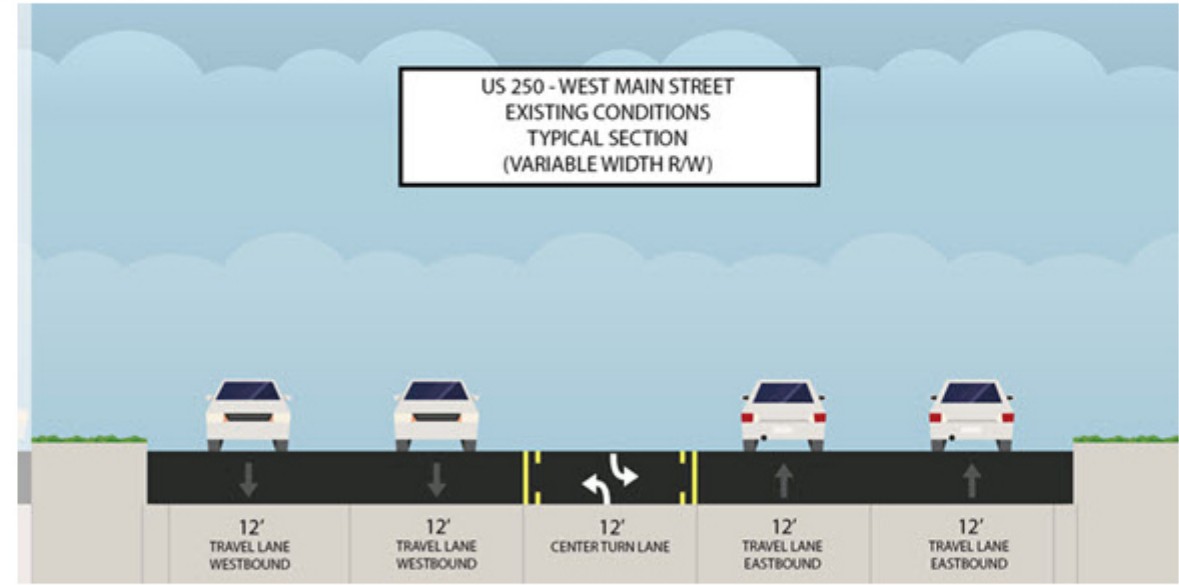 US 250 - WEST MAIN STREET
EXISTING CONDITIONS
TYPICAL SECTION
(VARIABLE WIDTH R/W)
12'
TRAVEL LANE
WESTBOUND
12'
TRAVEL LANE
WESTBOUND
12'
CENTER TURN LANE
12'
TRAVEL LANE
EASTBOUND
12'
TRAVEL LANE
EASTBOUND